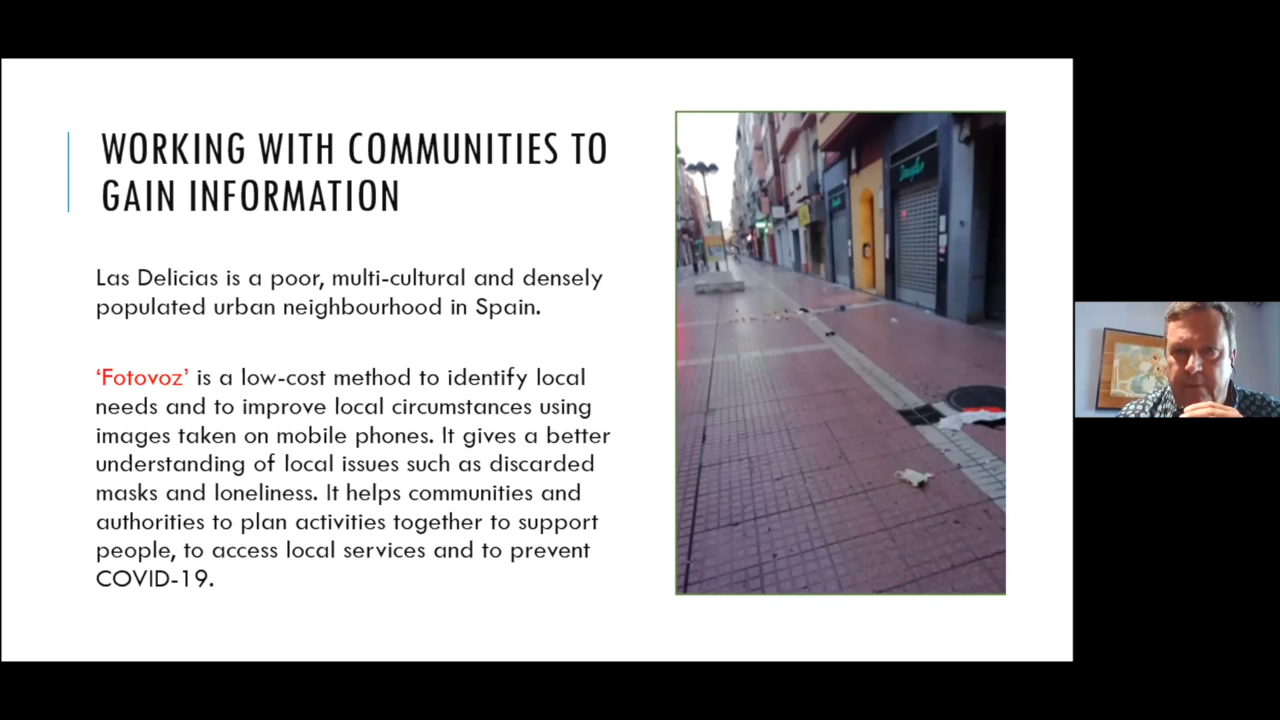 WORKING WITH COMMUNITIES TO
GAIN INFORMATION
Las Delicias is a poor, multi-cultural and densely
populated urban neighbourhood in Spain.
‘Fotovoz’ is a low-cost method to identify local
needs and to improve local circumstances using
images taken on mobile phones. It gives a better
understanding of local issues such as discarded
masks and loneliness. It helps communities and
authorities to plan activities together to support
people, to access local services and to prevent
COVID-19.